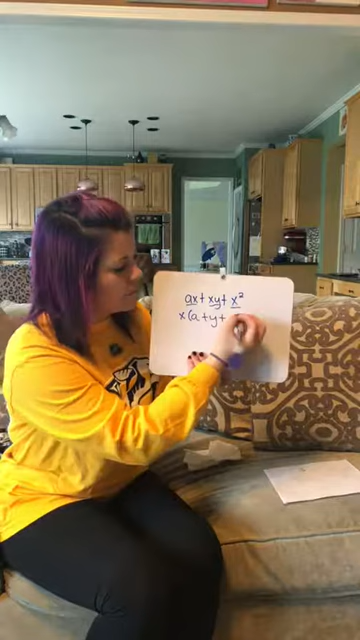 ax + xy + x²
x(a + y +